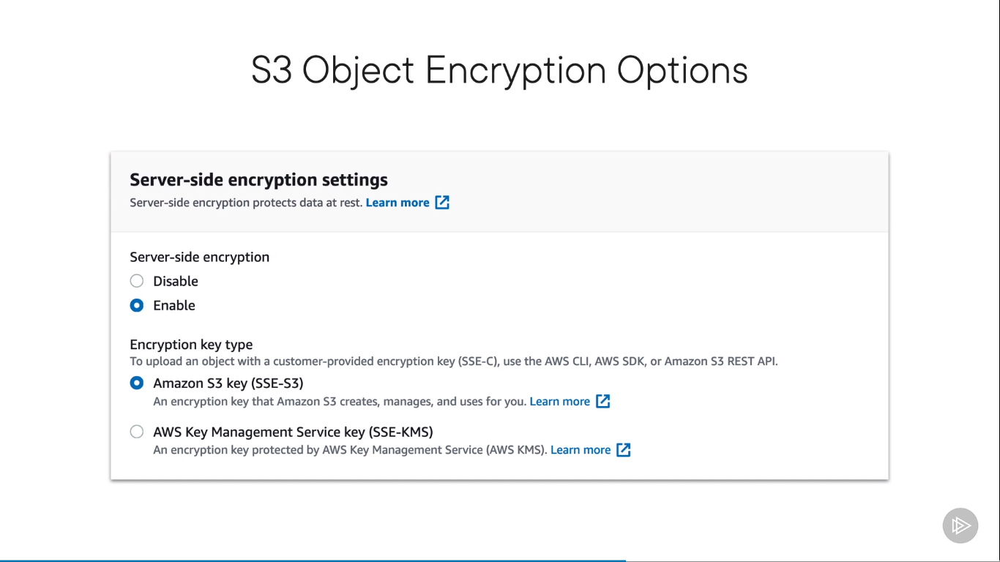 S3 Object Encryption Options
Server-side encryption settings
Server-side encryption protects data at rest. Learn more
Server-side encryption
Disable
Enable
Encryption key type
To upload an object with a customer-provided encryption key (SSE-C), use the AWS CLI, AWS SDK, or Amazon S3 REST API.
Amazon S3 key (SSE-S3)
An encryption key that Amazon S3 creates, manages, and uses for you. Learn more
AWS Key Management Service key (SSE-KMS)
An encryption key protected by AWS Key Management Service (AWS KMS). Learn more